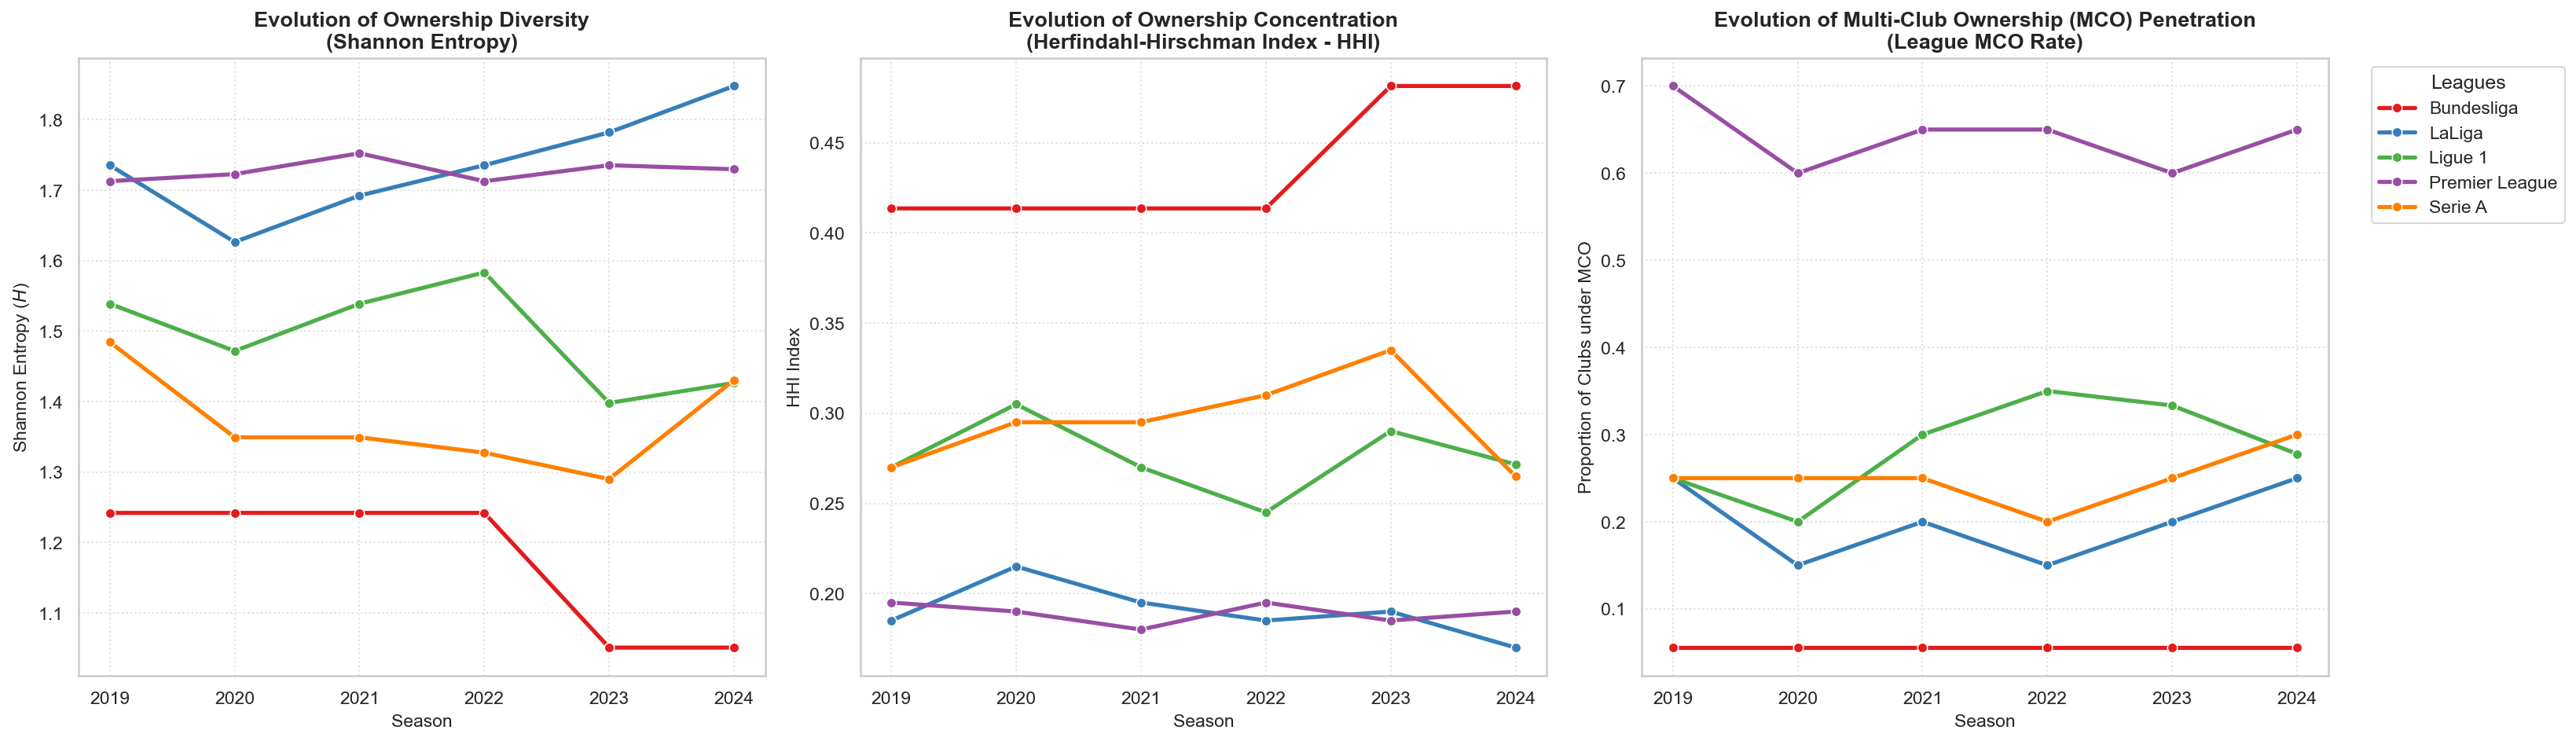 Evolution of Ownership Diversity
(Shannon Entropy)
Shannon Entropy (H)
1.8
1.7
1.6
1.5
1.4
1.3
1.2
1.1
2019 2020 2021 2022 2023 2024
Season
Evolution of Ownership Concentration
(Herfindahl-Hirschman Index - HHI)
HHI Index
0.45
0.40
0.35
0.30
0.25
0.20
2019 2020 2021 2022 2023 2024
Season
Evolution of Multi-Club Ownership (MCO) Penetration
(League MCO Rate)
Proportion of Clubs under MCO
0.7
0.6
0.5
0.4
0.3
0.2
0.1
2019 2020 2021 2022 2023 2024
Season
Leagues
Bundesliga
LaLiga
Ligue 1
Premier League
Serie A